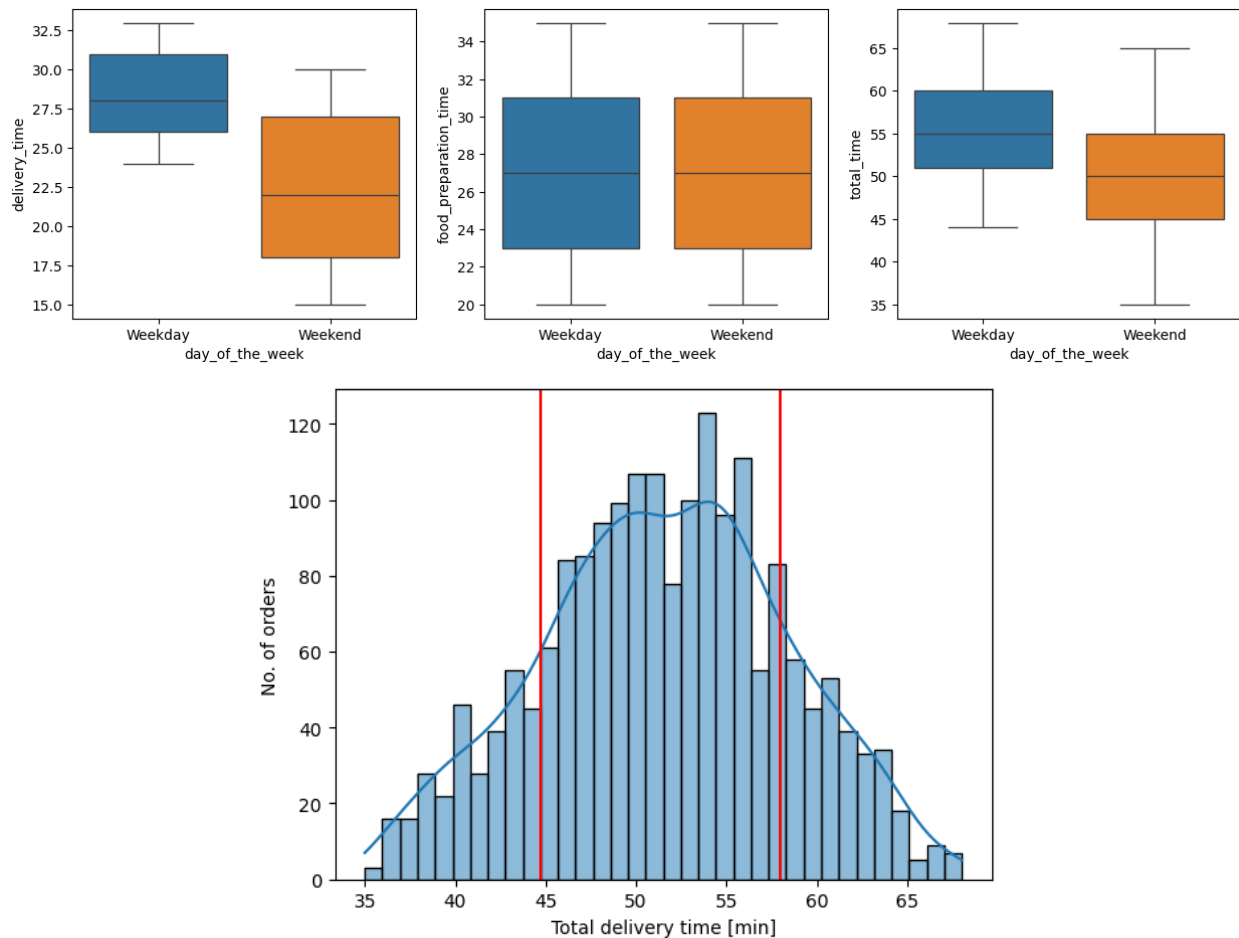 32.5
30.0
27.5
25.0
22.5
20.0
17.5
15.0
delivery_time
Weekday Weekend
day_of_the_week
34
32
30
28
26
24
22
20
food_preparation_time
Weekday Weekend
day_of_the_week
65
60
55
50
45
40
35
total_time
Weekday Weekend
day_of_the_week
120
100
80
60
40
20
0
No. of orders
35 40 45 50 55 60 65
Total delivery time [min]